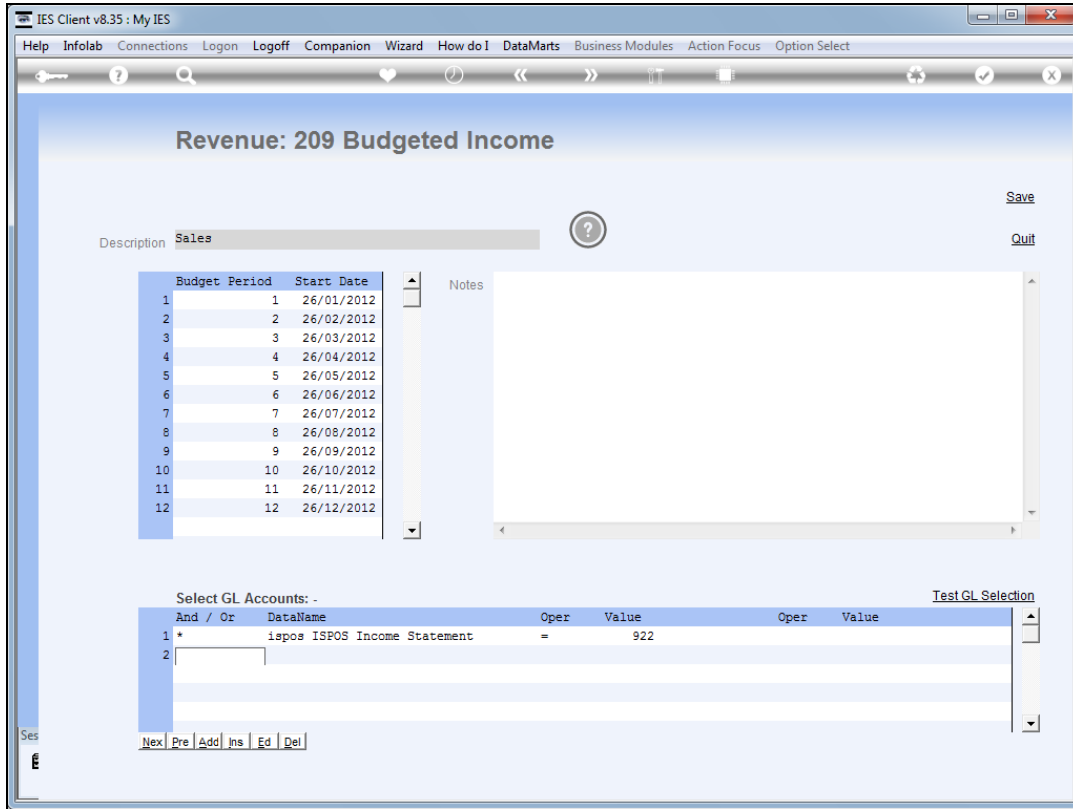 IES Client v8.35 : My IES
Help Infolab Connections Logon Logoff Companion Wizard How do I DataMarts Business Modules Action Focus Option Select
Revenue: 209 Budgeted Income
Save
Description Sales
Quit
Budget Period Start Date
Notes
1 1 26/01/2012
2 2 26/02/2012
3 3 26/03/2012
4 4 26/04/2012
5 5 26/05/2012
6 6 26/06/2012
7 7 26/07/2012
8 8 26/08/2012
9 9 26/09/2012
10 10 26/10/2012
11 11 26/11/2012
12 12 26/12/2012
Select GL Accounts: -
Test GL Selection
And / Or DataName Oper Value Oper Value
1 * ispos ISPOS Income Statement = 922
2
Ses
Nex Pre Add Ins Ed Del